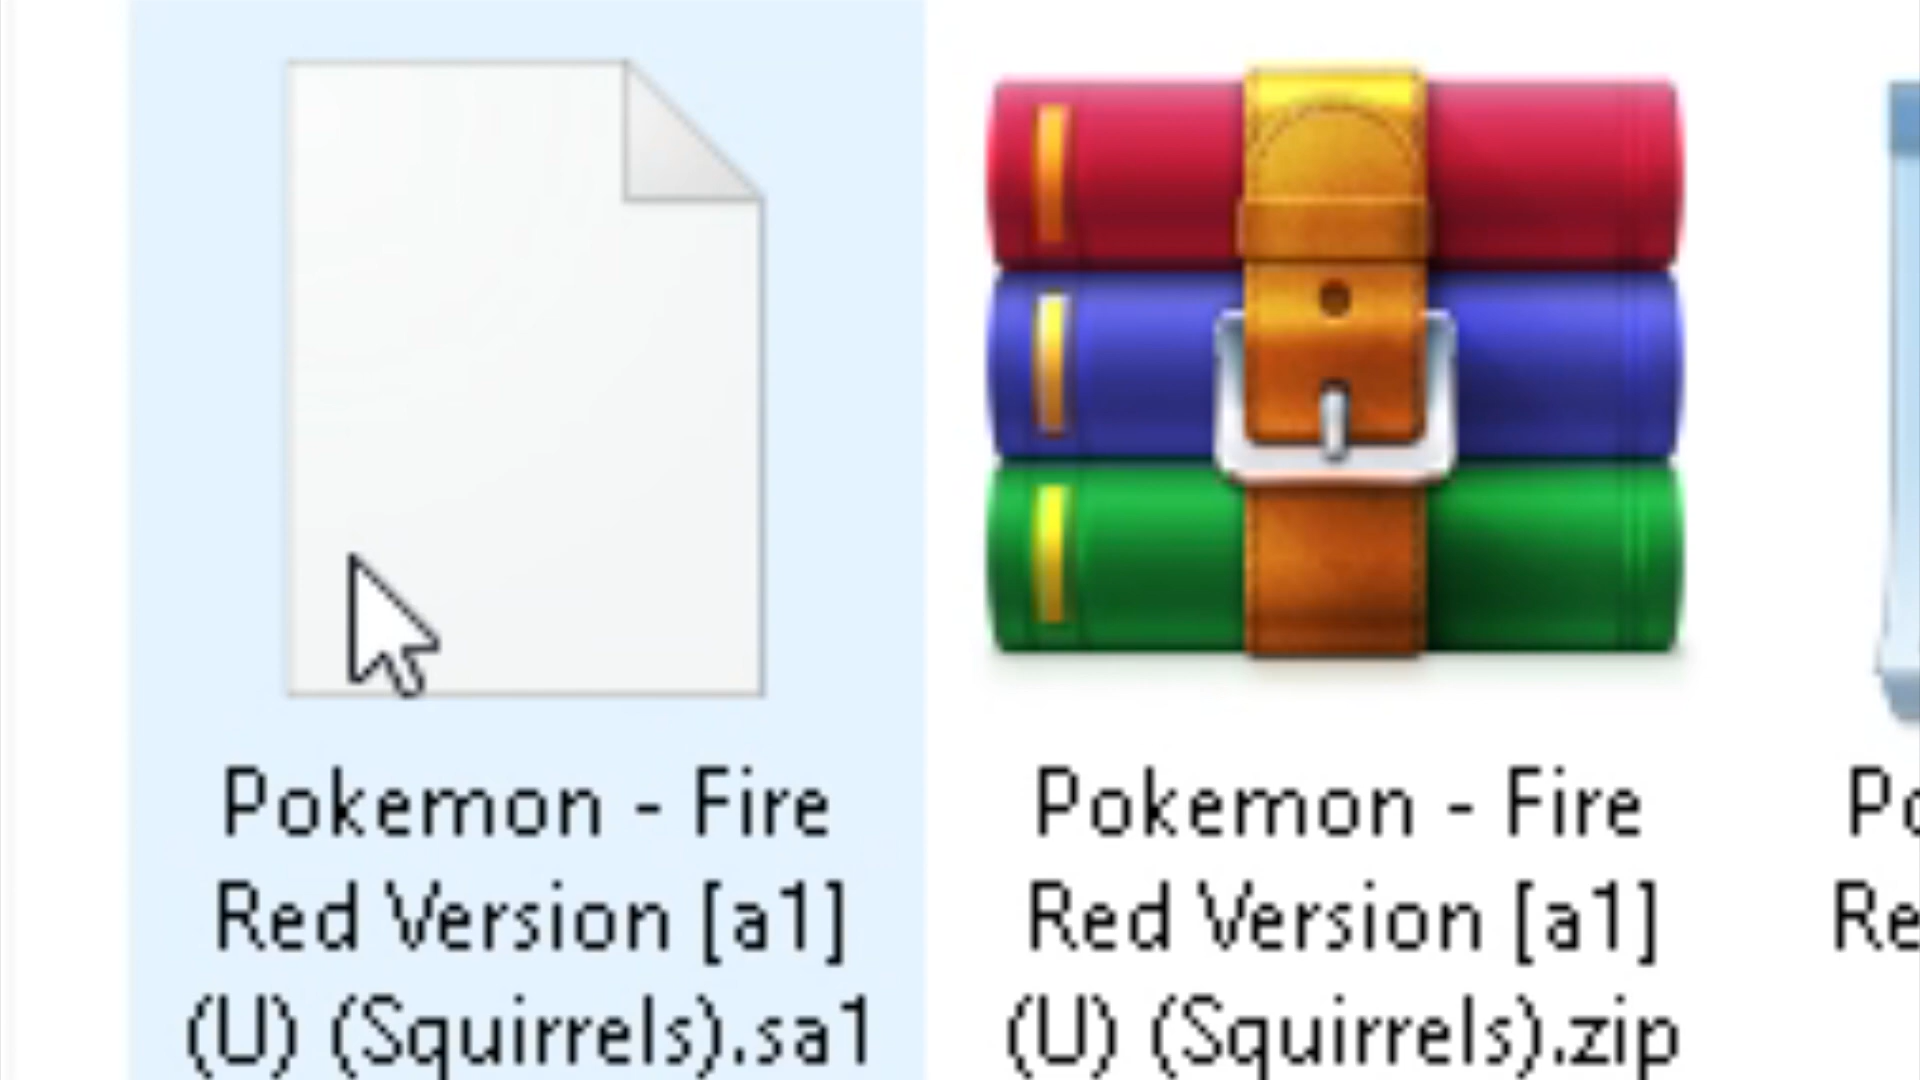 Pokemon - Fire
Red Version [a1]
(U) (Squirrels).sa1
Pokemon - Fire
Red Version [a1]
(U) (Squirrels).zip